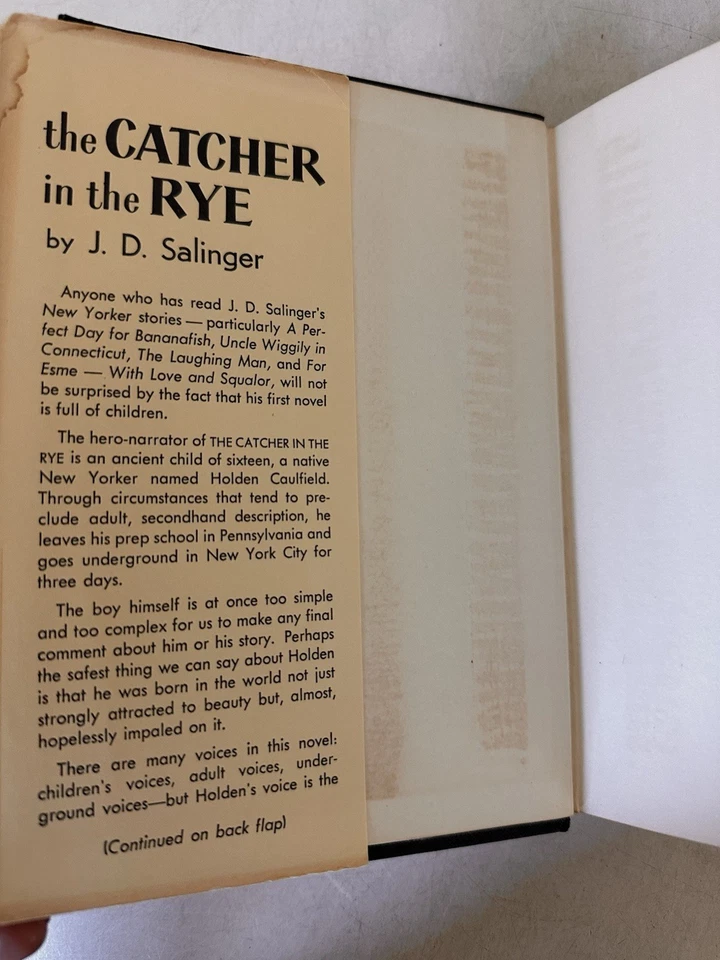 the CATCHER
in the RYE
by J. D. Salinger
Anyone who has read J. D. Salinger's
New Yorker stories — particularly A Per-
fect Day for Bananafish, Uncle Wiggily in
Connecticut, The Laughing Man, and For
Esme — With Love and Squalor, will not
be surprised by the fact that his first novel
is full of children.
The hero-narrator of THE CATCHER IN THE
RYE is an ancient child of sixteen, a native
New Yorker named Holden Caulfield.
Through circumstances that tend to pre-
clude adult, secondhand description, he
leaves his prep school in Pennsylvania and
goes underground in New York City for
three days.
The boy himself is at once too simple
and too complex for us to make any final
comment about him or his story. Perhaps
the safest thing we can say about Holden
is that he was born in the world not just
strongly attracted to beauty but, almost,
hopelessly impaled on it.
There are many voices in this novel:
children's voices, adult voices, under-
ground voices—but Holden's voice is the
(Continued on back flap)